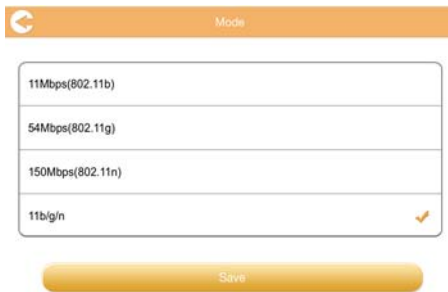 Mode
11Mbps(802.11b)
54Mbps(802.11g)
150Mbps(802.11n)
11b/g/n
Save